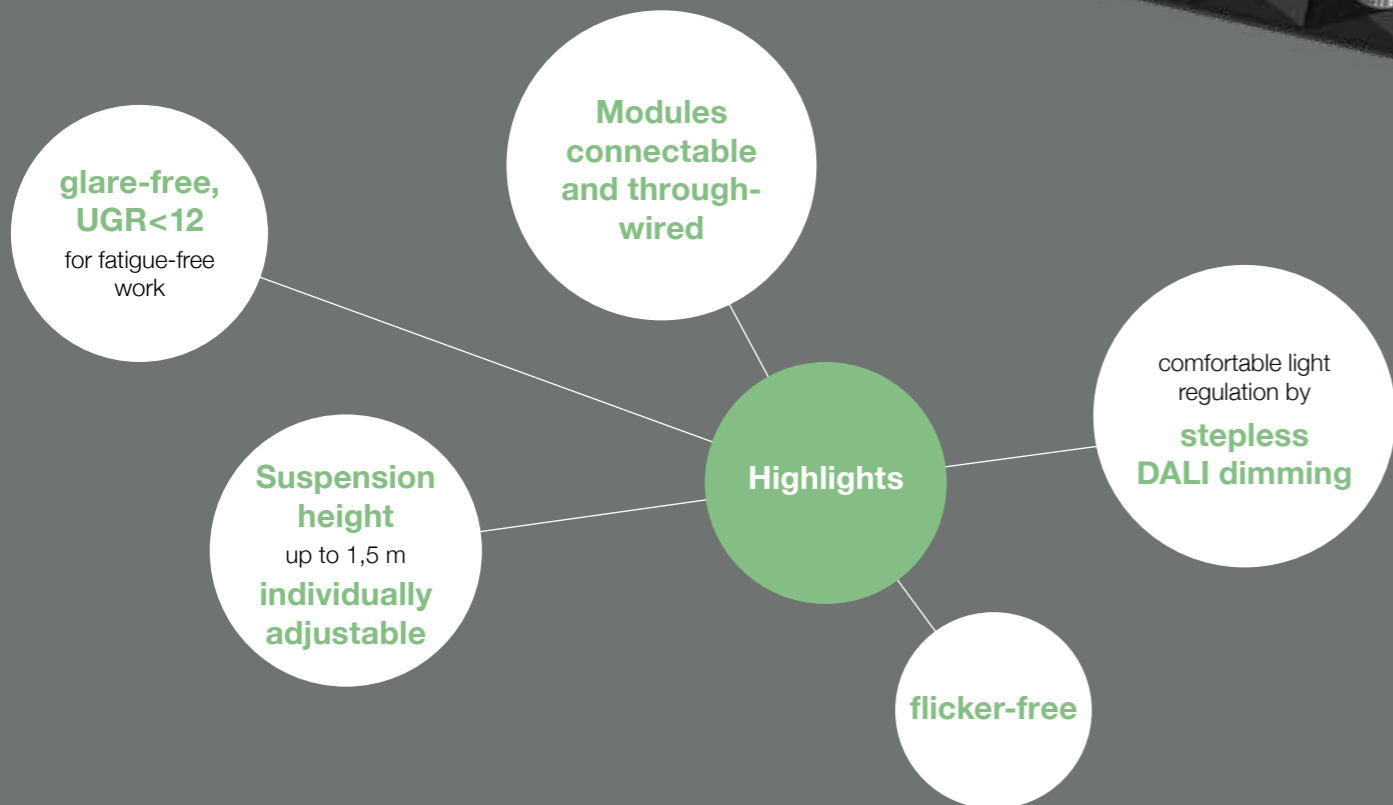 Modules
connectable
and through-
wired
glare-free,
UGR<12
for fatigue-free
work
comfortable light
regulation by
stepless
DALI dimming
Highlights
Suspension
height
up to 1,5 m
individually
adjustable
flicker-free